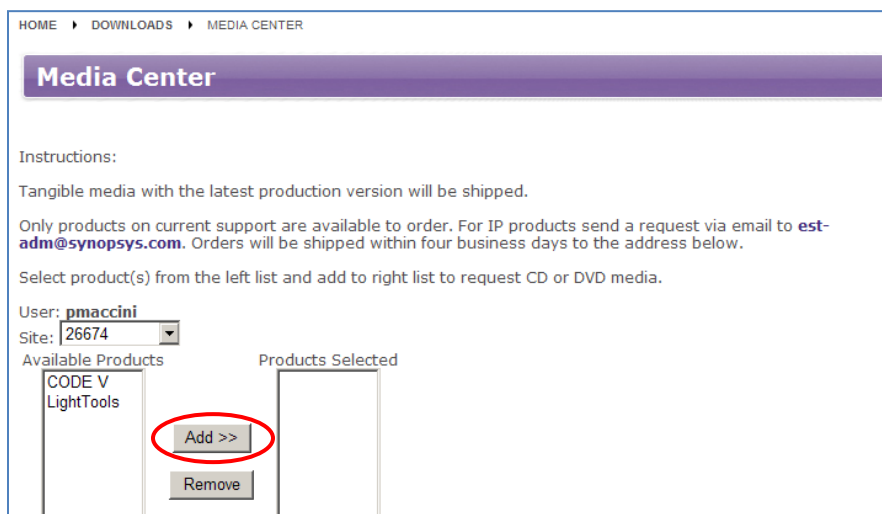 HOME DOWNLOADS MEDIA CENTER
Media Center
Instructions:
Tangible media with the latest production version will be shipped.
Only products on current support are available to order. For IP products send a request via email to est-
adm@synopsys.com. Orders will be shipped within four business days to the address below.
Select product(s) from the left list and add to right list to request CD or DVD media.
User: pmaccini
Site: 26674
Available Products Products Selected
CODE V
LightTools
Add >>
Remove